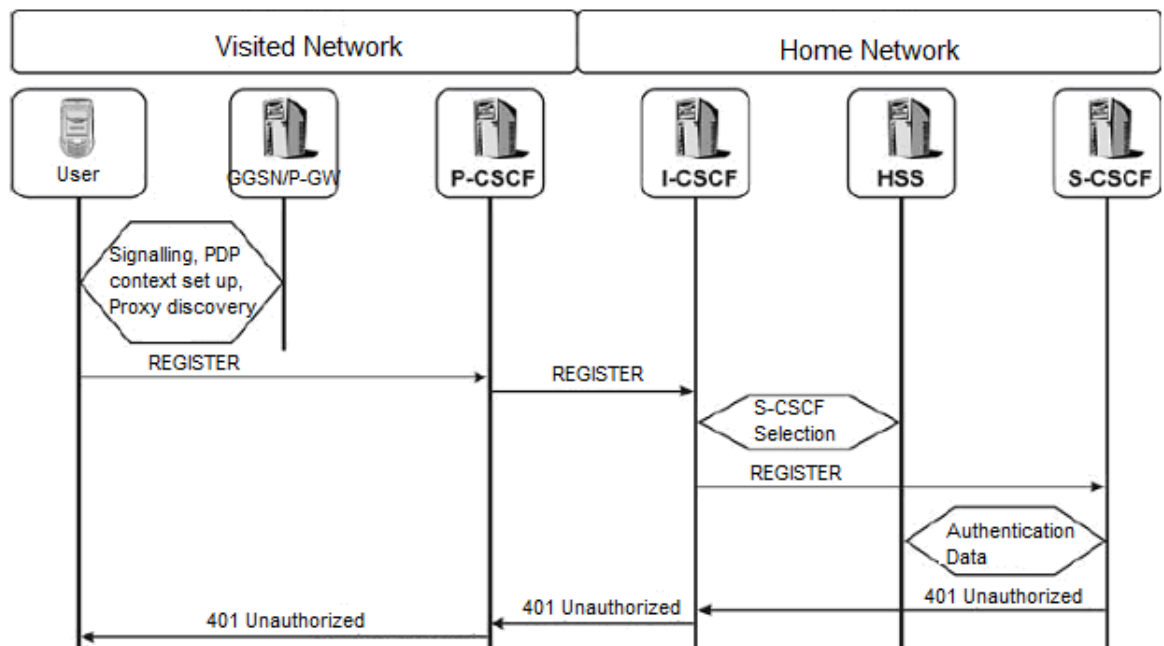 Visited Network
Home Network
User
GGSN/P-GW
P-CSCF
I-CSCF
HSS
S-CSCF
Signalling, PDP
context set up,
Proxy discovery
REGISTER
REGISTER
S-CSCF
Selection
REGISTER
Authentication
Data
401 Unauthorized
401 Unauthorized
401 Unauthorized